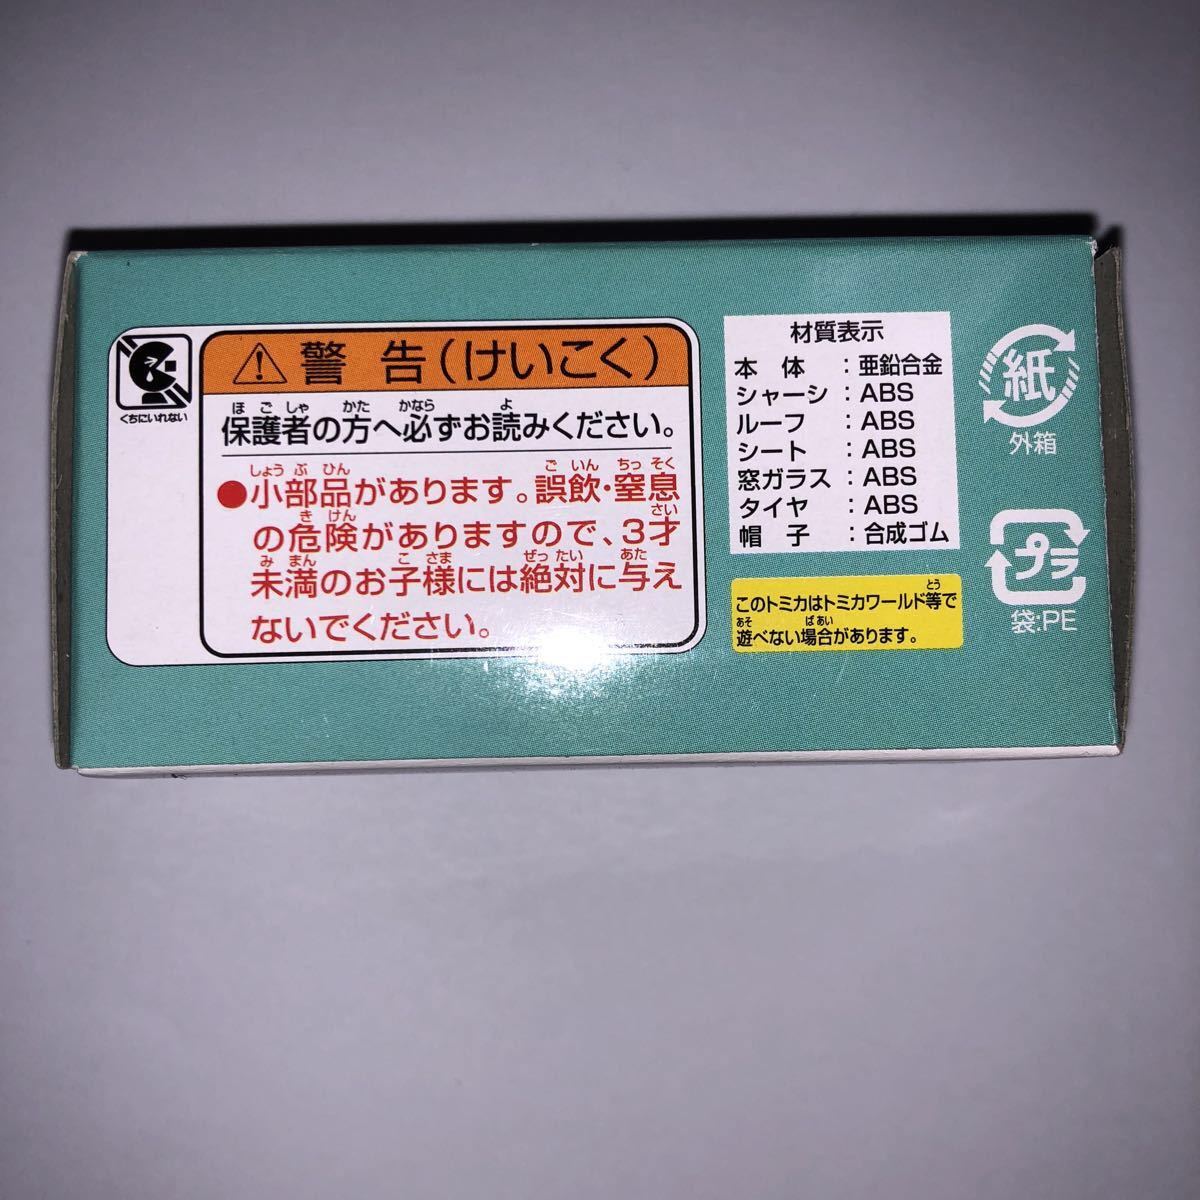 くちにいれない
警 告(けいこく)
ほ ご しゃ かた かなら よ
保護者の方へ必ずお読みください。
しょう ぶ ひん ご いん ちっ そく
●小部品があります。誤飲・窒息
き けん さい
の危険がありますので、3才
み まん こ さま ぜっ たい あた
未満のお子様には絶対に与え
ないでください。
材質表示
本 体 : 亜鉛合金
シャーシ : ABS
ルーフ : ABS
シート : ABS
窓ガラス : ABS
タイヤ : ABS
帽 子 : 合成ゴム
とう
このトミカはトミカワールド等で
あそ ばあい
遊べない場合があります。
紙
外箱
プラ
袋:PE